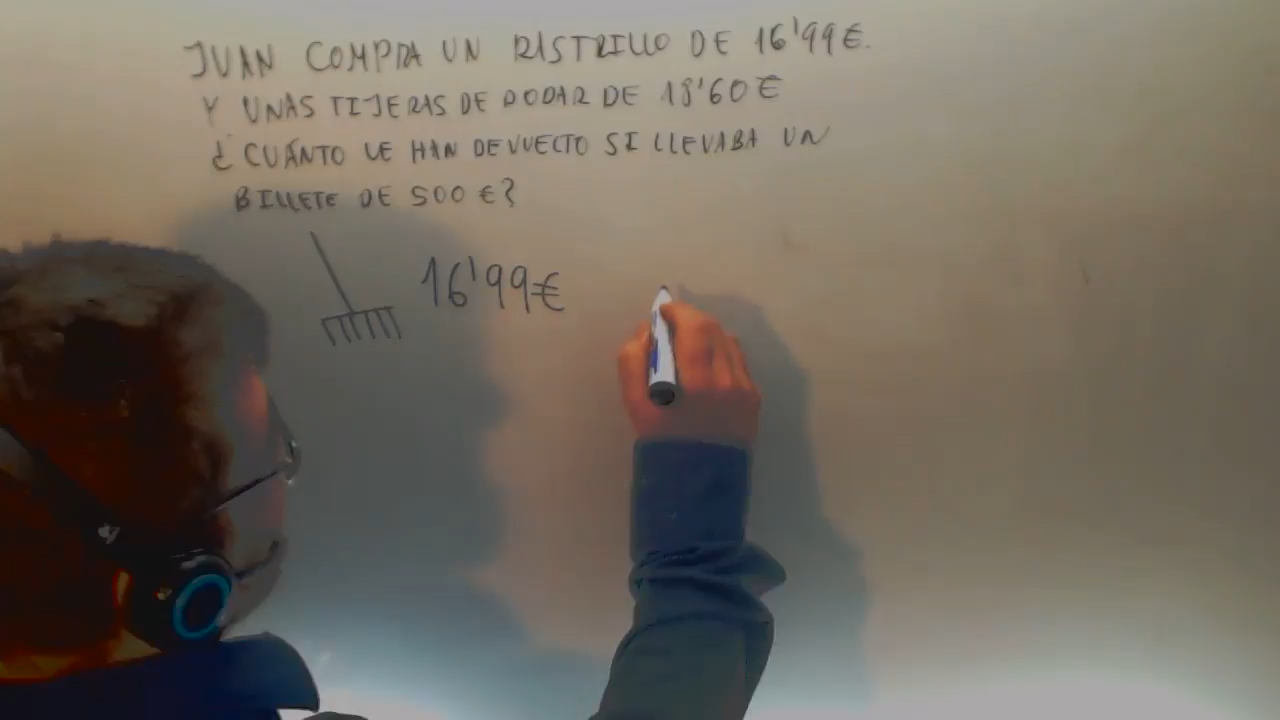 JUAN COMPRA UN RASTRILLO DE 16'99€.
Y UNAS TIJERAS DE PODAR DE 18'60€
¿CUÁNTO LE HAN DEVUELTO SI LLEVABA UN
BILLETE DE 500 €?
16'99€